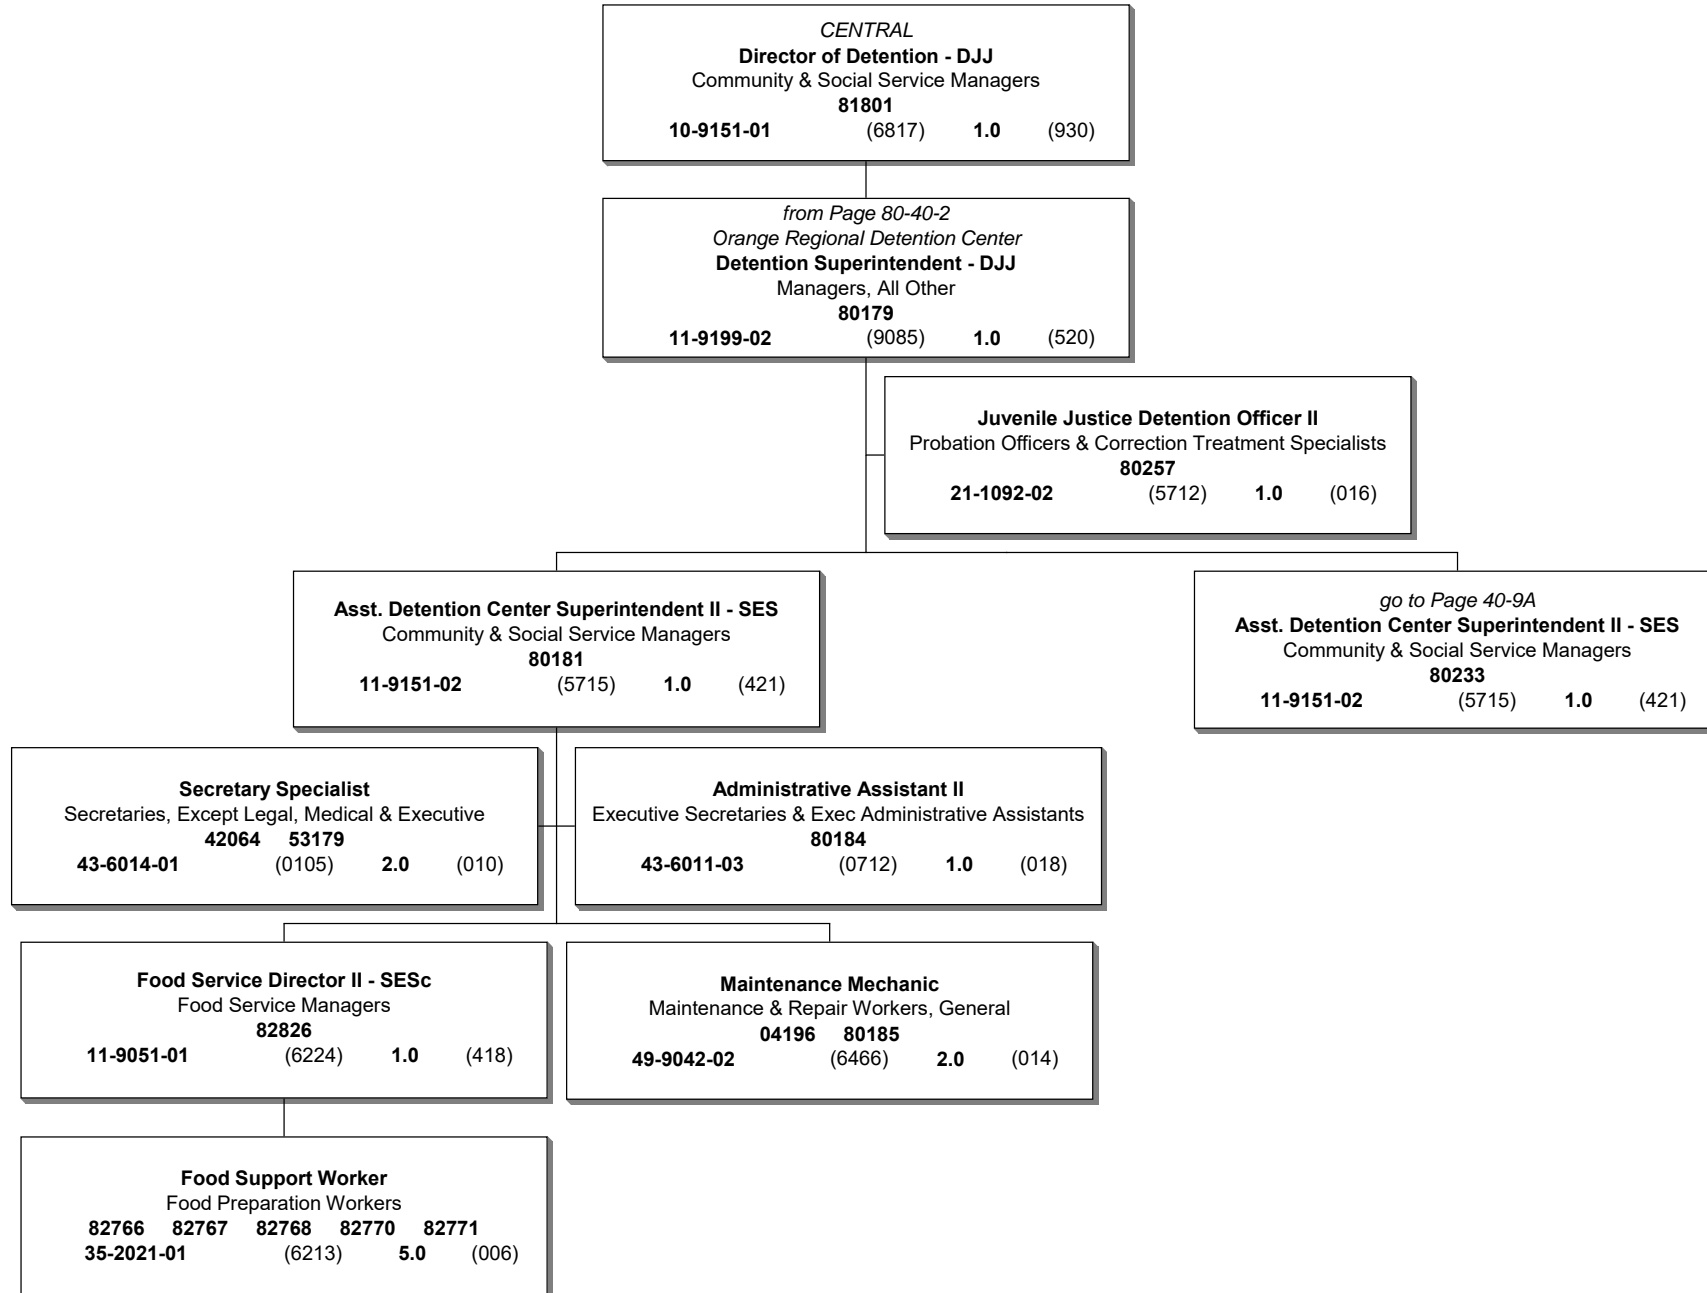 CENTRAL
Director of Detention - DJJ
Community & Social Service Managers
81801
10-9151-01 (6817) 1.0 (930)
from Page 80-40-2
Orange Regional Detention Center
Detention Superintendent - DJJ
Managers, All Other
80179
11-9199-02 (9085) 1.0 (520)
Juvenile Justice Detention Officer II
Probation Officers & Correction Treatment Specialists
80257
21-1092-02 (5712) 1.0 (016)
Asst. Detention Center Superintendent II - SES
Community & Social Service Managers
80181
11-9151-02 (5715) 1.0 (421)
go to Page 40-9A
Asst. Detention Center Superintendent II - SES
Community & Social Service Managers
80233
11-9151-02 (5715) 1.0 (421)
Secretary Specialist
Secretaries, Except Legal, Medical & Executive
42064 53179
43-6014-01 (0105) 2.0 (010)
Administrative Assistant II
Executive Secretaries & Exec Administrative Assistants
80184
43-6011-03 (0712) 1.0 (018)
Food Service Director II - SESc
Food Service Managers
82826
11-9051-01 (6224) 1.0 (418)
Maintenance Mechanic
Maintenance & Repair Workers, General
04196 80185
49-9042-02 (6466) 2.0 (014)
Food Support Worker
Food Preparation Workers
82766 82767 82768 82770 82771
35-2021-01 (6213) 5.0 (006)